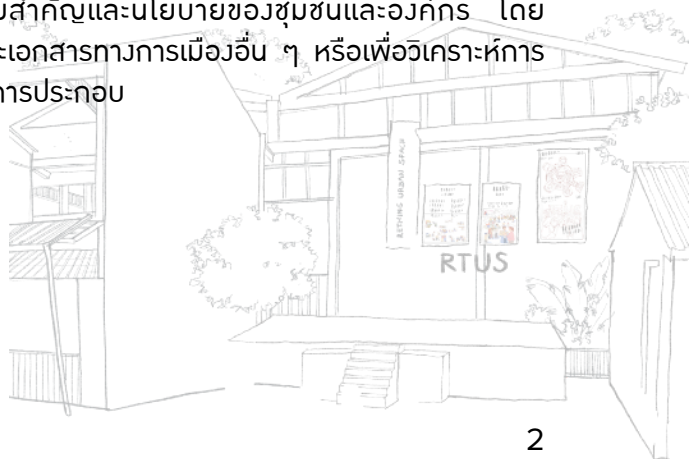 มสำคัญและนโยบายของชุมชนและองค์กร โดย
ะเอกสารทางการเมืองอื่น ๆ หรือเพื่อวิเคราะห์การ
การประกอบ
RETHING URBAN SPACE
RTUS
2